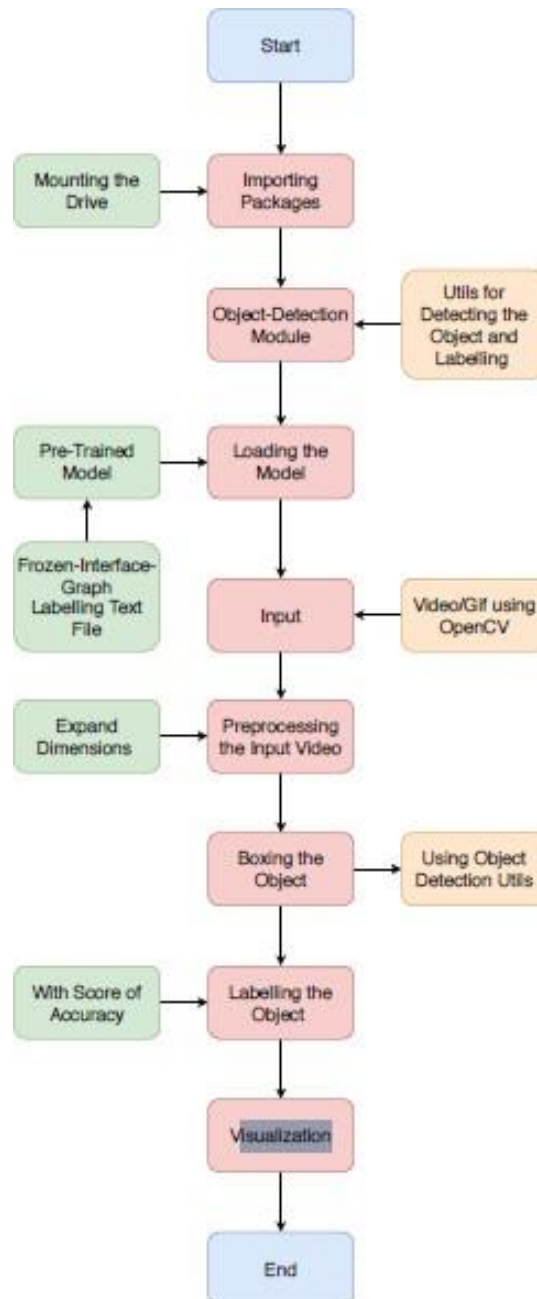 Start
Mounting the
Drive
Importing
Packages
Object-Detection
Module
Utils for
Detecting the
Object and
Labelling
Pre-Trained
Model
Loading the
Model
Frozen-Interface-
Graph
Labelling Text
File
Input
Video/Gif using
OpenCV
Expand
Dimensions
Preprocessing
the Input Video
Boxing the
Object
Using Object
Detection Utils
With Score of
Accuracy
Labelling the
Object
Visualization
End